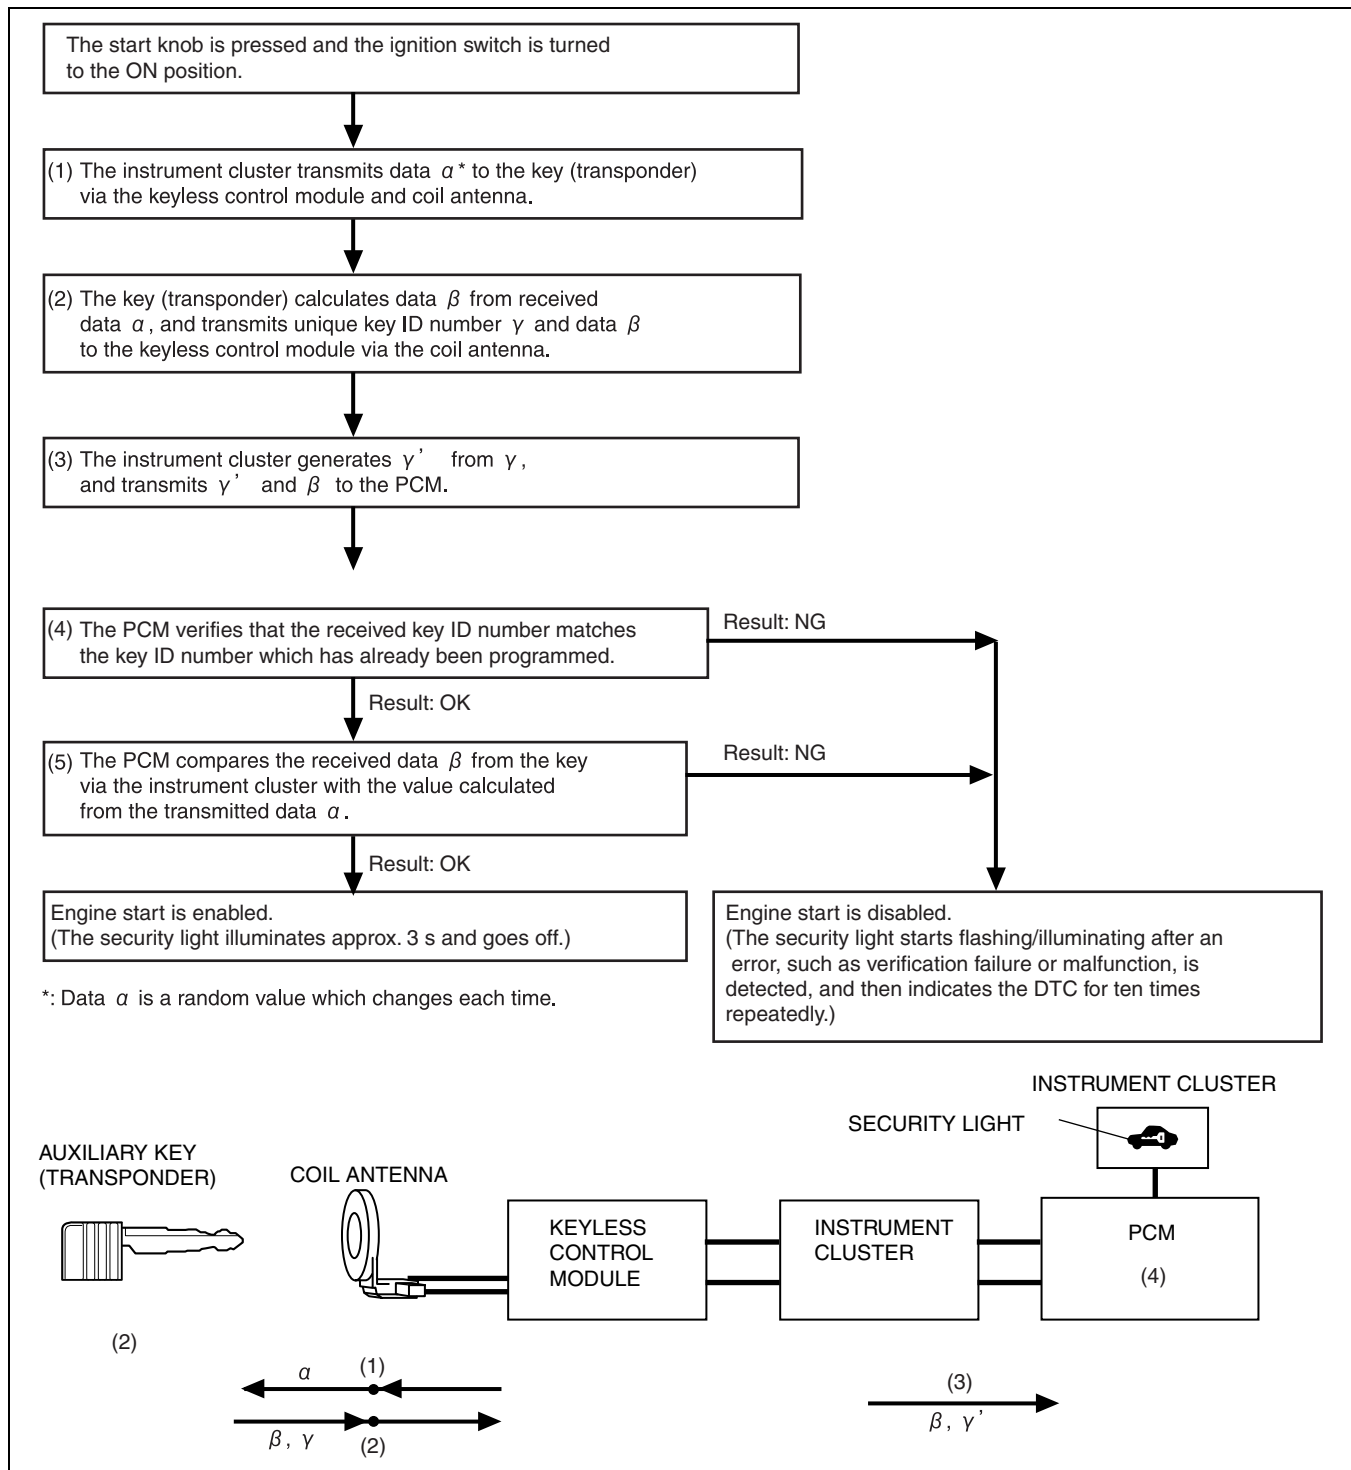 The start knob is pressed and the ignition switch is turned
to the ON position.
(1) The instrument cluster transmits data α* to the key (transponder)
via the keyless control module and coil antenna.
(2) The key (transponder) calculates data β from received
data α, and transmits unique key ID number γ and data β
to the keyless control module via the coil antenna.
(3) The instrument cluster generates γ' from γ,
and transmits γ' and β to the PCM.
(4) The PCM verifies that the received key ID number matches
the key ID number which has already been programmed.
Result: NG
Result: OK
(5) The PCM compares the received data β from the key
via the instrument cluster with the value calculated
from the transmitted data α.
Result: NG
Result: OK
Engine start is enabled.
(The security light illuminates approx. 3 s and goes off.)
Engine start is disabled.
(The security light starts flashing/illuminating after an
error, such as verification failure or malfunction, is
detected, and then indicates the DTC for ten times
repeatedly.)
*: Data α is a random value which changes each time.
INSTRUMENT CLUSTER
SECURITY LIGHT
AUXILIARY KEY
(TRANSPONDER)
COIL ANTENNA
KEYLESS
CONTROL
MODULE
INSTRUMENT
CLUSTER
PCM
(4)
(2)
α
(1)
β, γ
(2)
(3)
β, γ'